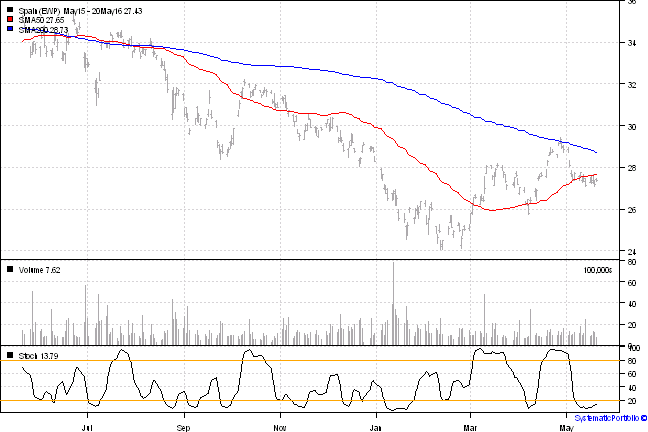 Spain (EWP) May15 - 20May16 27.43
SMA50 27.65
SMA200 28.73
36
34
32
30
28
26
24
Volume 7.62
100,000s
80
60
40
20
0
Stoch 13.79
100
80
60
40
20
Jul
Sep
Nov
Jan
Mar
May
SystematicPortfolio ©